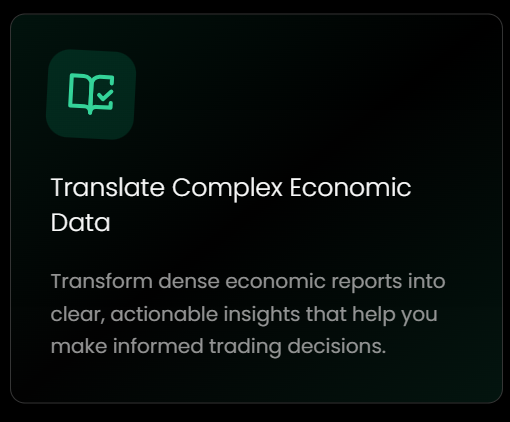 Translate Complex Economic
Data
Transform dense economic reports into
clear, actionable insights that help you
make informed trading decisions.